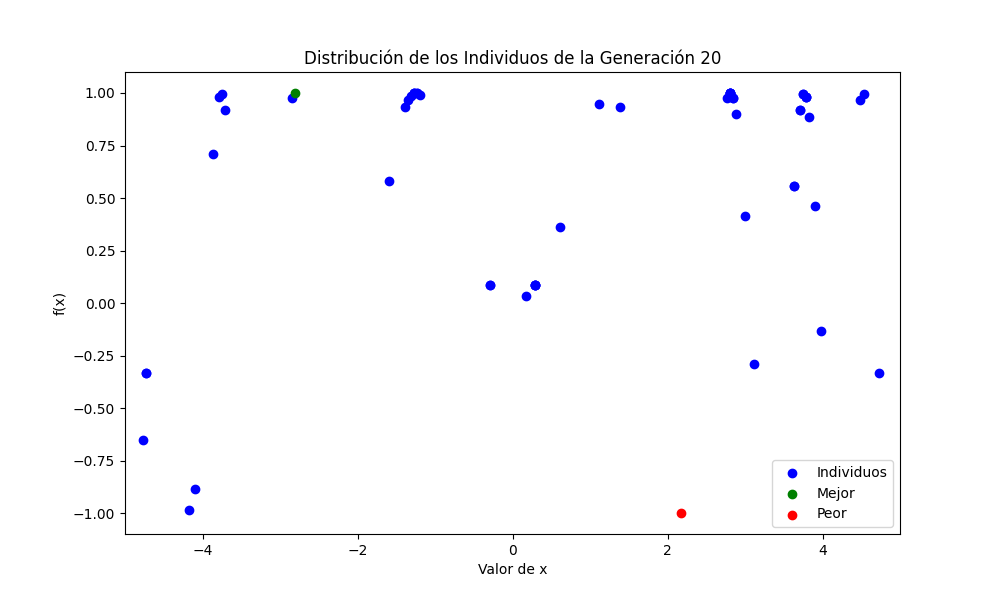 Distribución de los Individuos de la Generación 20
1.00
0.75
0.50
0.25
0.00
−0.25
−0.50
−0.75
−1.00
f(x)
−4
−2
0
2
4
Valor de x
Individuos
Mejor
Peor